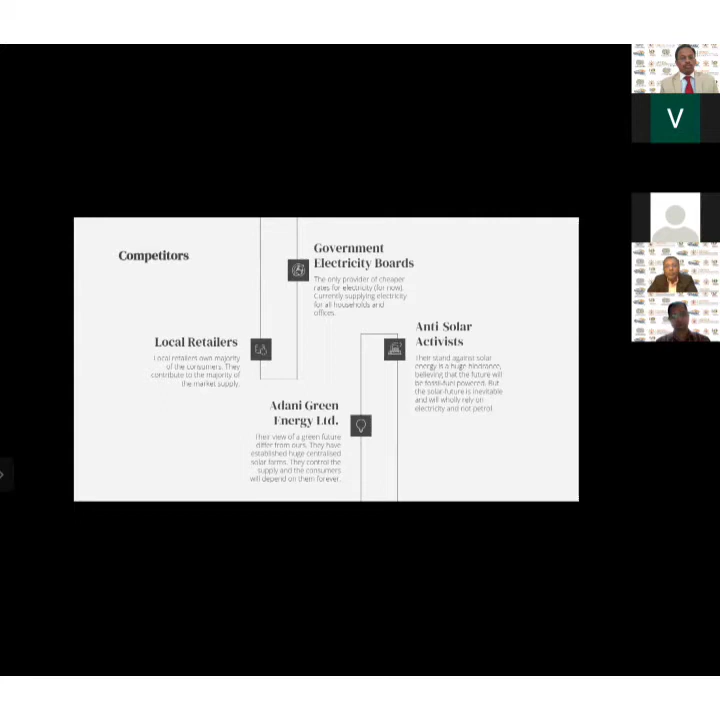 Competitors
Government
Electricity Boards
The only provider of cheaper
rates for electricity (for now).
Currently supplying electricity
for all households and
offices.
Local Retailers
Local retailers own majority
of the consumers. They
contribute to the majority of
the market supply.
Anti Solar
Activists
Their stand against solar
energy is a huge hindrance,
believing that the future will
be fossil-fuel powered. But
the solar future is inevitable
and will wholly rely on
electricity and not petrol.
Adani Green
Energy Ltd.
Their view of a green future
differ from ours. They have
established huge centralised
solar farms. They control the
supply and the consumers
will depend on them forever.
V